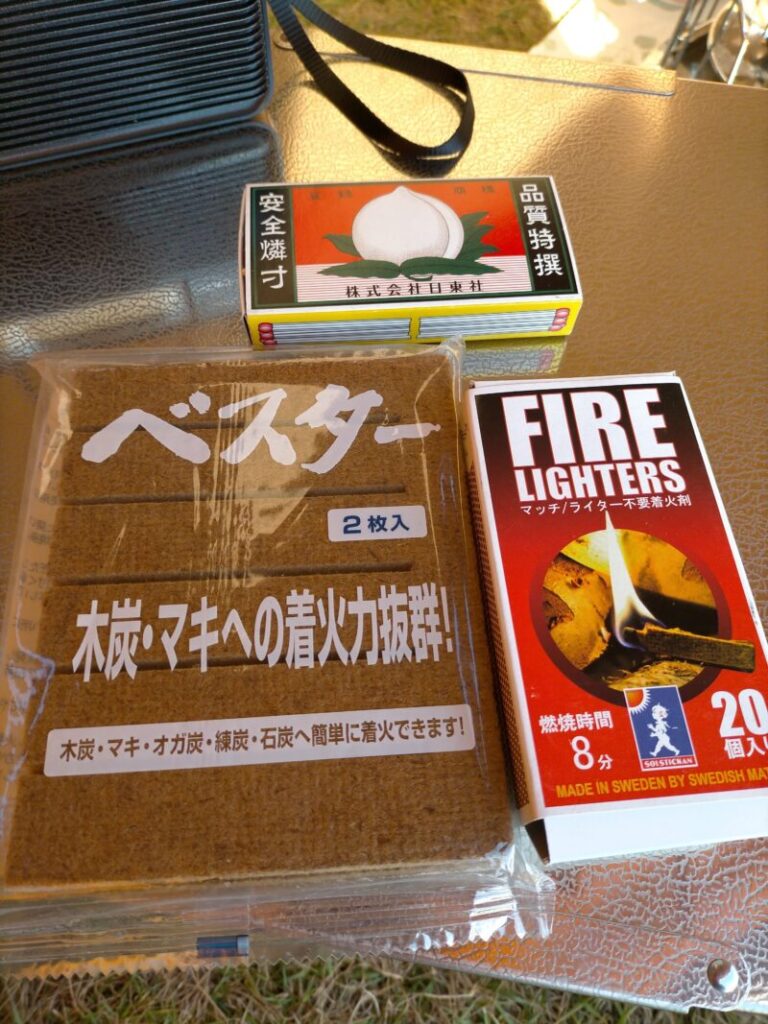 安全燐寸
品質特撰
株式会社日東社
ベスター
2枚入
木炭・マキへの着火力抜群!
木炭・マキ・オガ炭・練炭・石炭へ簡単に着火できます!
FIRE
LIGHTERS
マッチ/ライター不要着火剤
燃焼時間
8分
SOLSTICKAN
20
個入り
MADE IN SWEDEN BY SWEDISH MAT